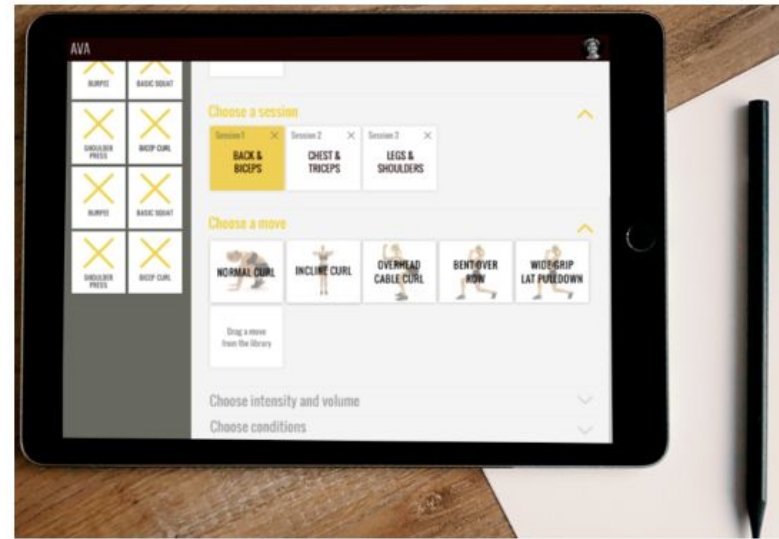 AVA
BURPEE
BASIC SQUAT
SHOULDER
PRESS
BICEP CURL
BURPEE
BASIC SQUAT
SHOULDER
PRESS
BICEP CURL
Choose a session
Session 1
BACK &
BICEPS
Session 2
CHEST &
TRICEPS
Session 3
LEGS &
SHOULDERS
Choose a move
NORMAL CURL
INCLINE CURL
OVERHEAD
CABLE CURL
BENT OVER
ROW
WIDE GRIP
LAT PULLDOWN
Drag a move
from the library
Choose intensity and volume
Choose conditions